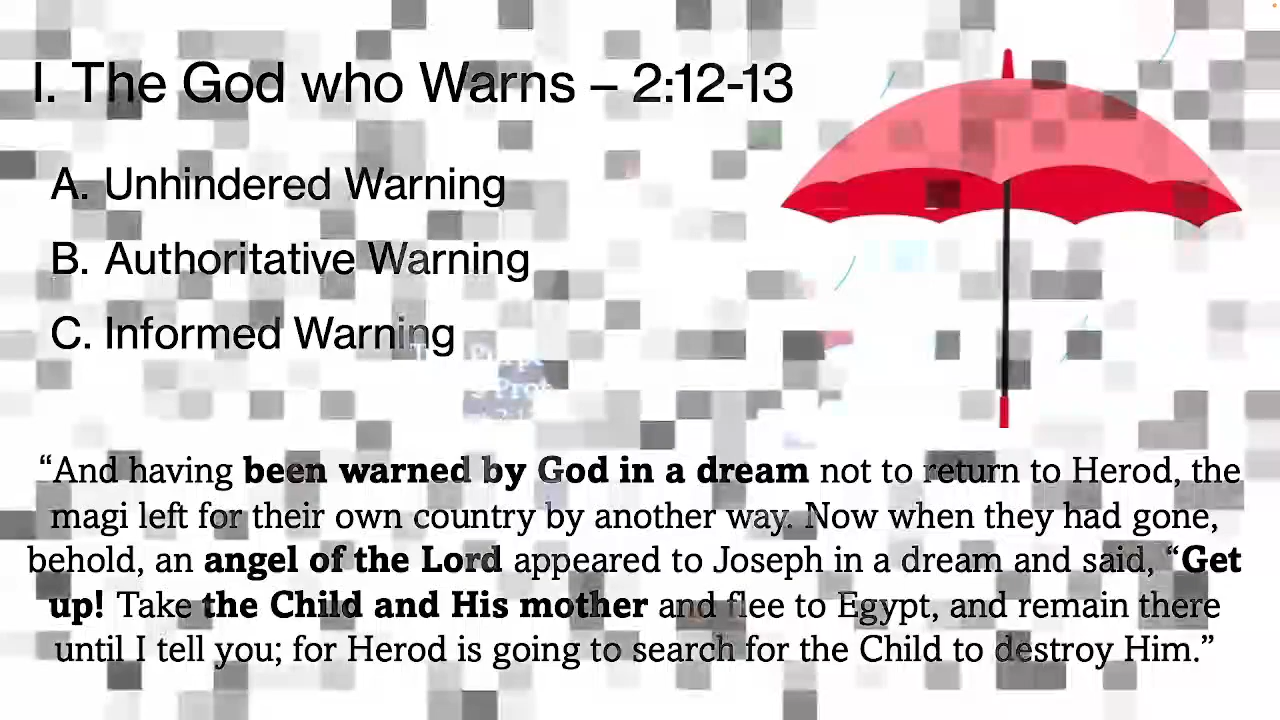 I. The God who Warns – 2:12-13
A. Unhindered Warning
B. Authoritative Warning
C. Informed Warning
“And having been warned by God in a dream not to return to Herod, the
magi left for their own country by another way. Now when they had gone,
behold, an angel of the Lord appeared to Joseph in a dream and said, “Get
up! Take the Child and His mother and flee to Egypt, and remain there
until I tell you; for Herod is going to search for the Child to destroy Him.”